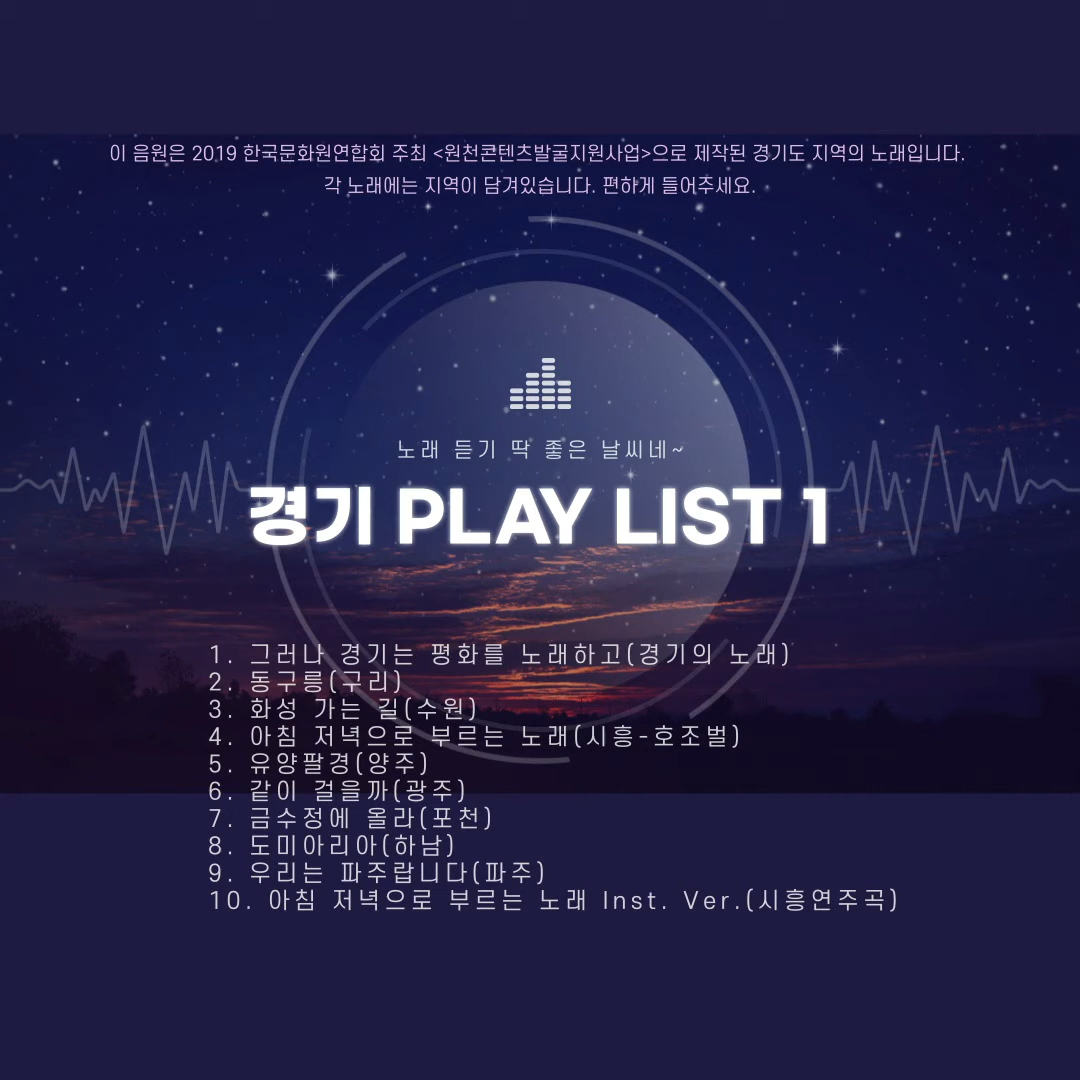 이 음원은 2019 한국문화원연합회 주최 <원천콘텐츠발굴지원사업>으로 제작된 경기도 지역의 노래입니다.
각 노래에는 지역이 담겨있습니다. 편하게 들어주세요.
노래 듣기 딱 좋은 날씨네~
경기 PLAY LIST 1
1. 그러나 경기는 평화를 노래하고(경기의 노래)
2. 동구릉(구리)
3. 화성 가는 길(수원)
4. 아침 저녁으로 부르는 노래(시흥-호조벌)
5. 유양팔경(양주)
6. 같이 걸을까(광주)
7. 금수정에 올라(포천)
8. 도미아리아(하남)
9. 우리는 파주랍니다(파주)
10. 아침 저녁으로 부르는 노래 Inst. Ver.(시흥연주곡)